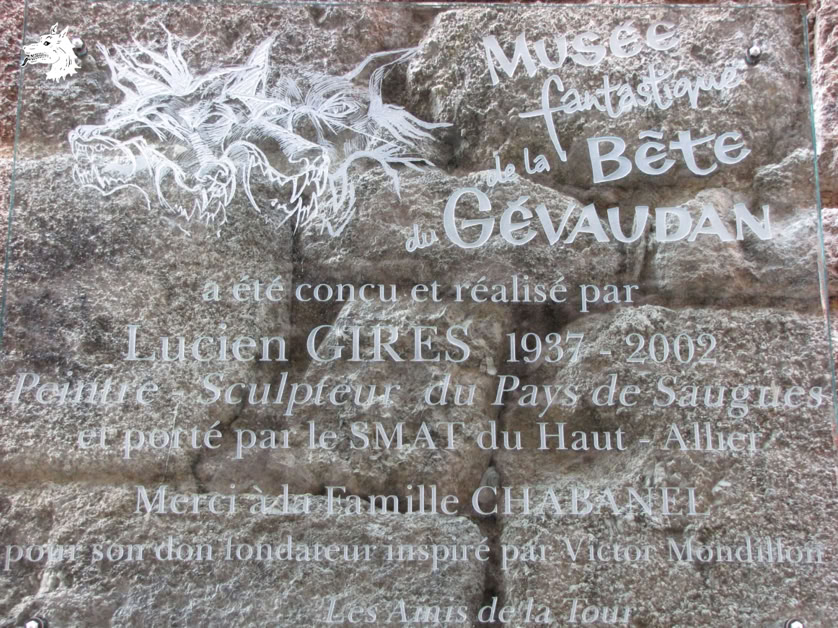 Musée
fantastique
de la Bête
du GÉVAUDAN
a été concu et réalisé par
Lucien GIRES 1937 - 2002
Peintre - Sculpteur du Pays de Saugues
et porté par le SMAT du Haut - Allier
Merci à la Famille CHABANEL
pour son don fondateur inspiré par Victor Mondillon
Les Amis de la Tour